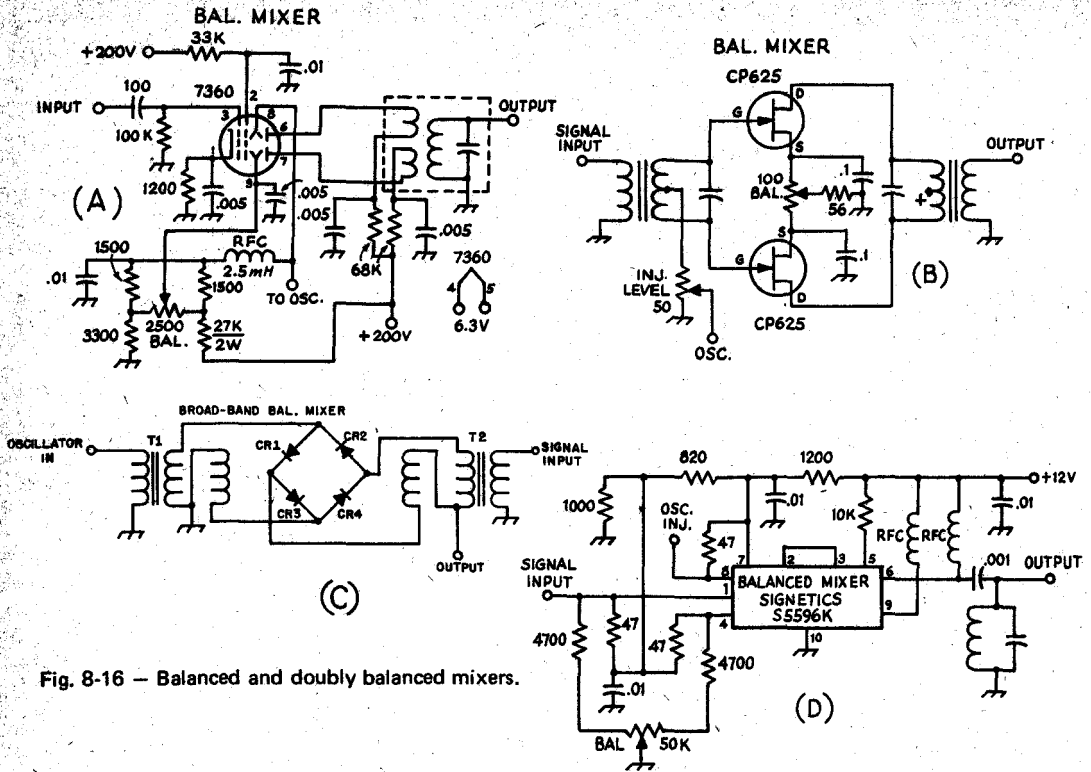 BAL. MIXER
+200V
33K
.01
INPUT
100
7360
2
8
3
6
7
9
100K
1200
.005
.005
.005
.005
OUTPUT
(A)
1500
RFC
2.5mH
1500
.01
TO OSC.
68K
7360
4
5
6.3V
3300
2500
BAL.
27K
2W
+200V
BAL. MIXER
CP625
D
G
S
SIGNAL
INPUT
OUTPUT
100
BAL.
.1
56
+
S
.1
G
D
INJ.
LEVEL
50
OSC.
CP625
(B)
BROAD-BAND BAL. MIXER
OSCILLATOR
IN
T1
CR1
CR2
CR3
CR4
T2
SIGNAL
INPUT
OUTPUT
(C)
820
1200
+12V
1000
.01
10K
.01
OSC.
INJ.
47
RFC
RFC
.001
OUTPUT
SIGNAL
INPUT
7
2
3
5
8
6
1
9
4
10
BALANCED MIXER
SIGNETICS
S5596K
4700
47
47
4700
.01
BAL
50K
(D)
Fig. 8-16 — Balanced and doubly balanced mixers.